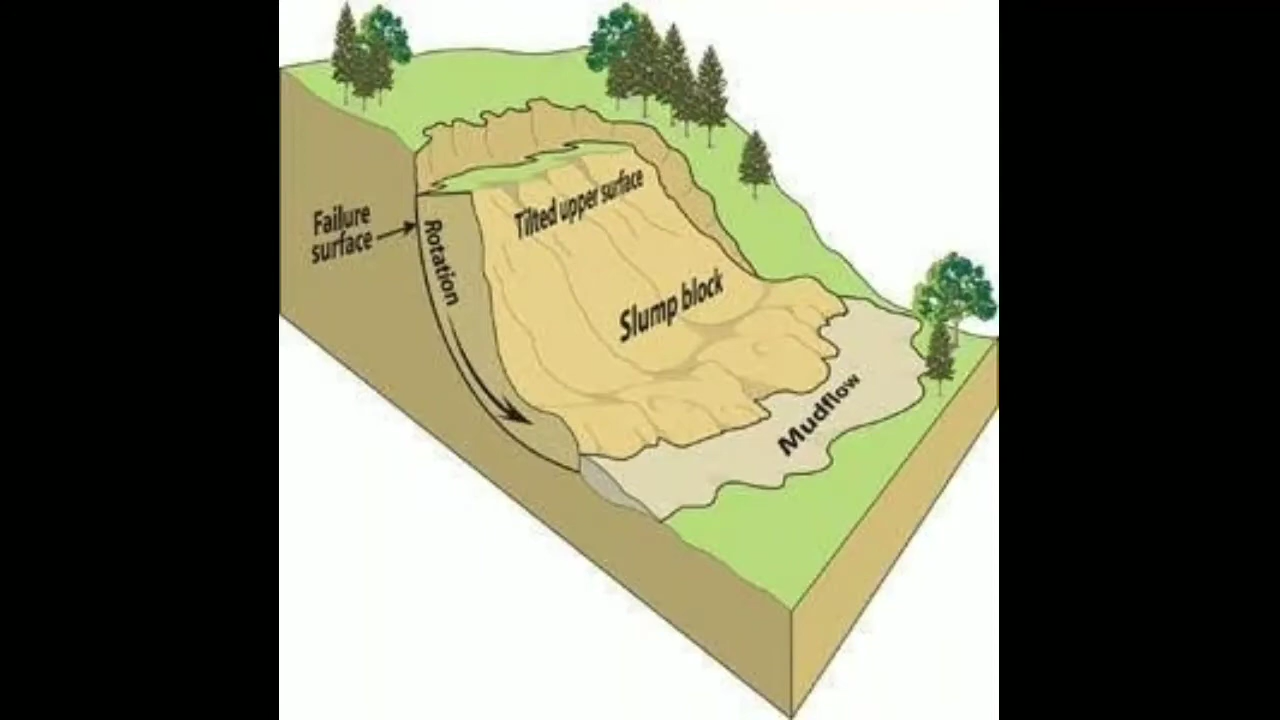 Tilted upper surface
Failure
surface
Rotation
Slump block
Mudflow